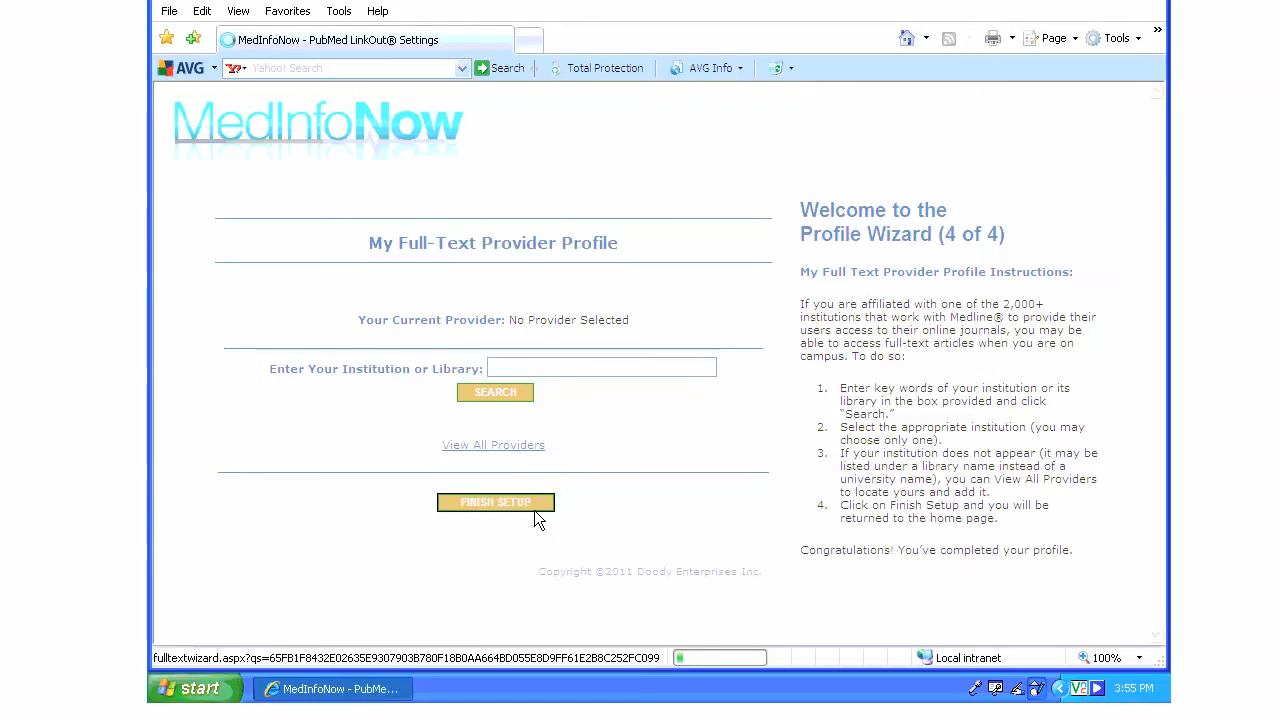 File Edit View Favorites Tools Help
MedInfoNow - PubMed LinkOut® Settings
Page Tools »
AVG Y! Yahoo! Search Search Total Protection AVG Info
MedInfoNow
My Full-Text Provider Profile
Your Current Provider: No Provider Selected
Enter Your Institution or Library:
SEARCH
View All Providers
FINISH SETUP
Copyright ©2011 Doody Enterprises Inc.
Welcome to the
Profile Wizard (4 of 4)
My Full Text Provider Profile Instructions:
If you are affiliated with one of the 2,000+
institutions that work with Medline® to provide their
users access to their online journals, you may be
able to access full-text articles when you are on
campus. To do so:
1. Enter key words of your institution or its
library in the box provided and click
“Search.”
2. Select the appropriate institution (you may
choose only one).
3. If your institution does not appear (it may be
listed under a library name instead of a
university name), you can View All Providers
to locate yours and add it.
4. Click on Finish Setup and you will be
returned to the home page.
Congratulations! You’ve completed your profile.
fulltextwizard.aspx?qs=65FB1F8432E02635E9307903B780F18B0AA664BD055E8D9FF61E2B8C252FC099
Local intranet 100%
start MedInfoNow - PubMe... 3:55 PM